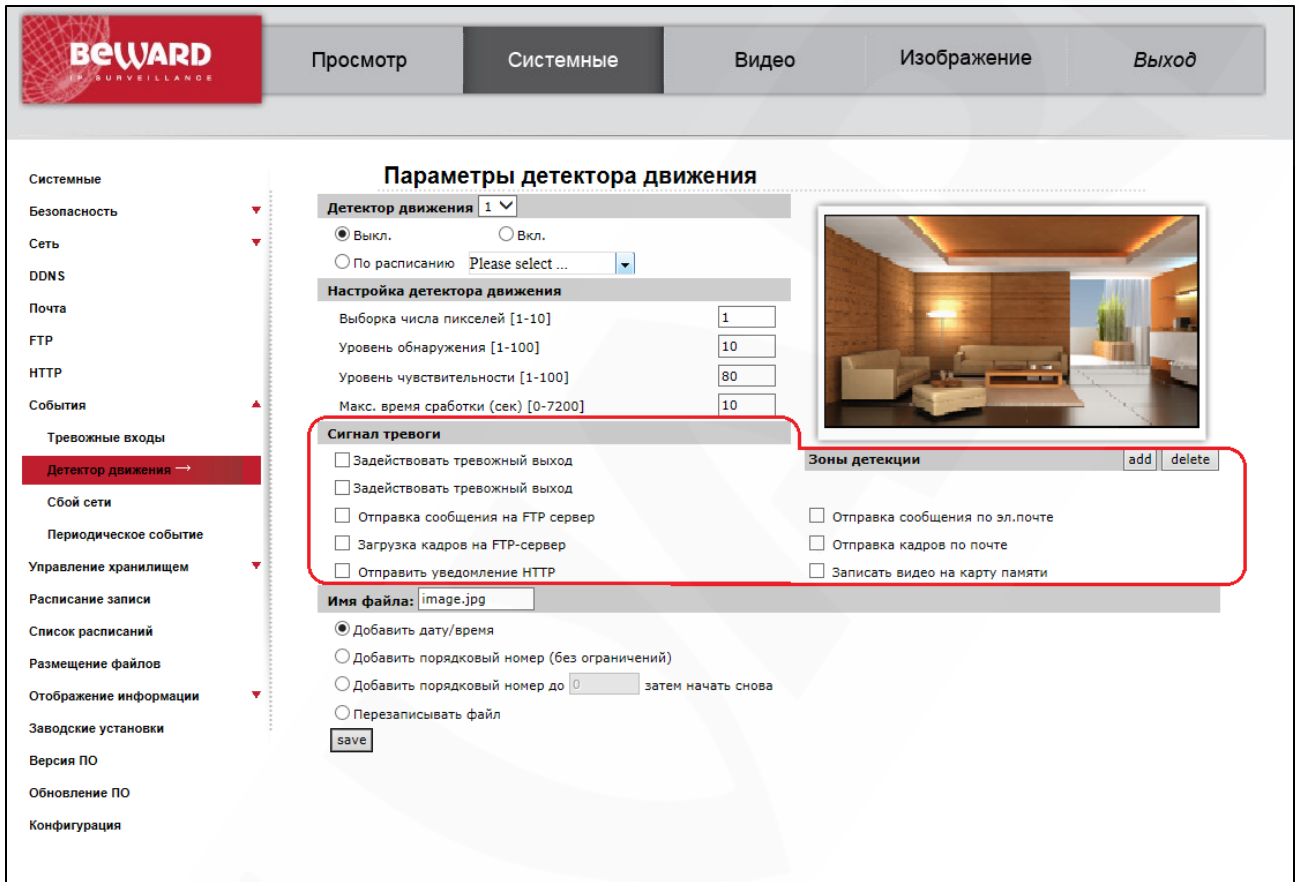 BEWARD
IP SURVEILLANCE
Просмотр
Системные
Видео
Изображение
Выход
Системные
Безопасность
Сеть
DDNS
Почта
FTP
HTTP
События
Тревожные входы
Детектор движения →
Сбой сети
Периодическое событие
Управление хранилищем
Расписание записи
Список расписаний
Размещение файлов
Отображение информации
Заводские установки
Версия ПО
Обновление ПО
Конфигурация
Параметры детектора движения
Детектор движения 1
Выкл. Вкл.
По расписанию Please select ...
Настройка детектора движения
Выборка числа пикселей [1-10] 1
Уровень обнаружения [1-100] 10
Уровень чувствительности [1-100] 80
Макс. время сработки (сек) [0-7200] 10
Сигнал тревоги
Задействовать тревожный выход
Зоны детекции add delete
Задействовать тревожный выход
Отправка сообщения на FTP сервер Отправка сообщения по эл.почте
Загрузка кадров на FTP-сервер Отправка кадров по почте
Отправить уведомление HTTP Записать видео на карту памяти
Имя файла: image.jpg
Добавить дату/время
Добавить порядковый номер (без ограничений)
Добавить порядковый номер до 0 затем начать снова
Перезаписывать файл
save